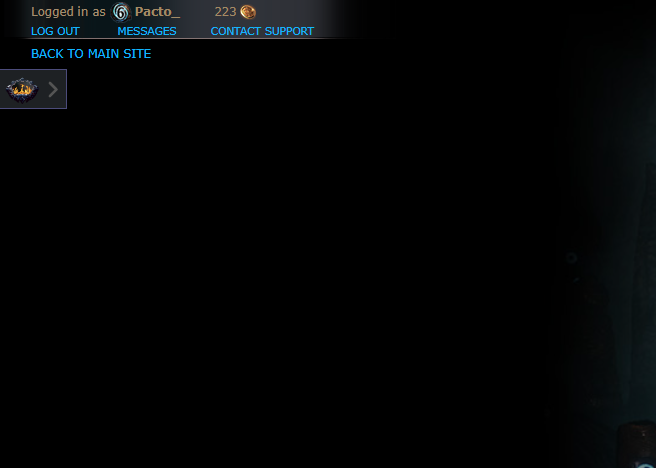 Logged in as Pacto_ 223
LOG OUT MESSAGES CONTACT SUPPORT
BACK TO MAIN SITE